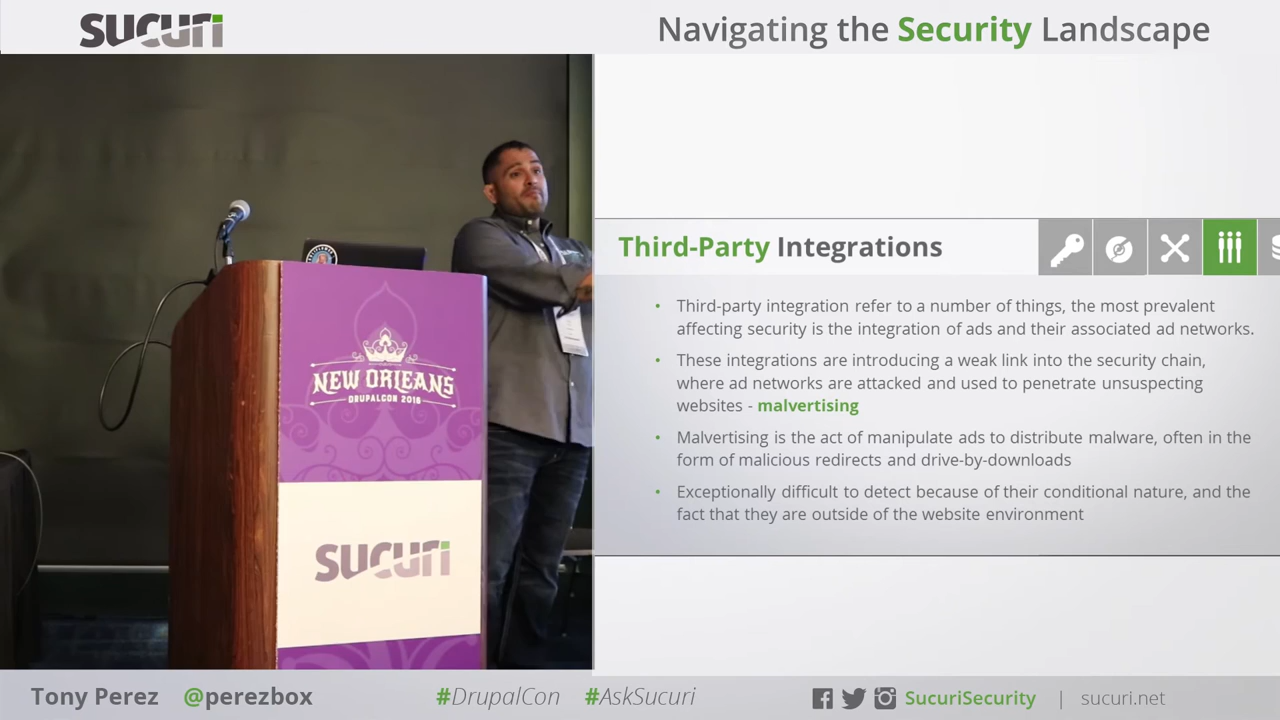 sucuri
Navigating the Security Landscape
NEW ORLEANS
DRUPALCON 2016
sucuri
Third-Party Integrations
• Third-party integration refer to a number of things, the most prevalent
affecting security is the integration of ads and their associated ad networks.
• These integrations are introducing a weak link into the security chain,
where ad networks are attacked and used to penetrate unsuspecting
websites - malvertising
• Malvertising is the act of manipulate ads to distribute malware, often in the
form of malicious redirects and drive-by-downloads
• Exceptionally difficult to detect because of their conditional nature, and the
fact that they are outside of the website environment
Tony Perez @perezbox #DrupalCon #AskSucuri SucuriSecurity | sucuri.net